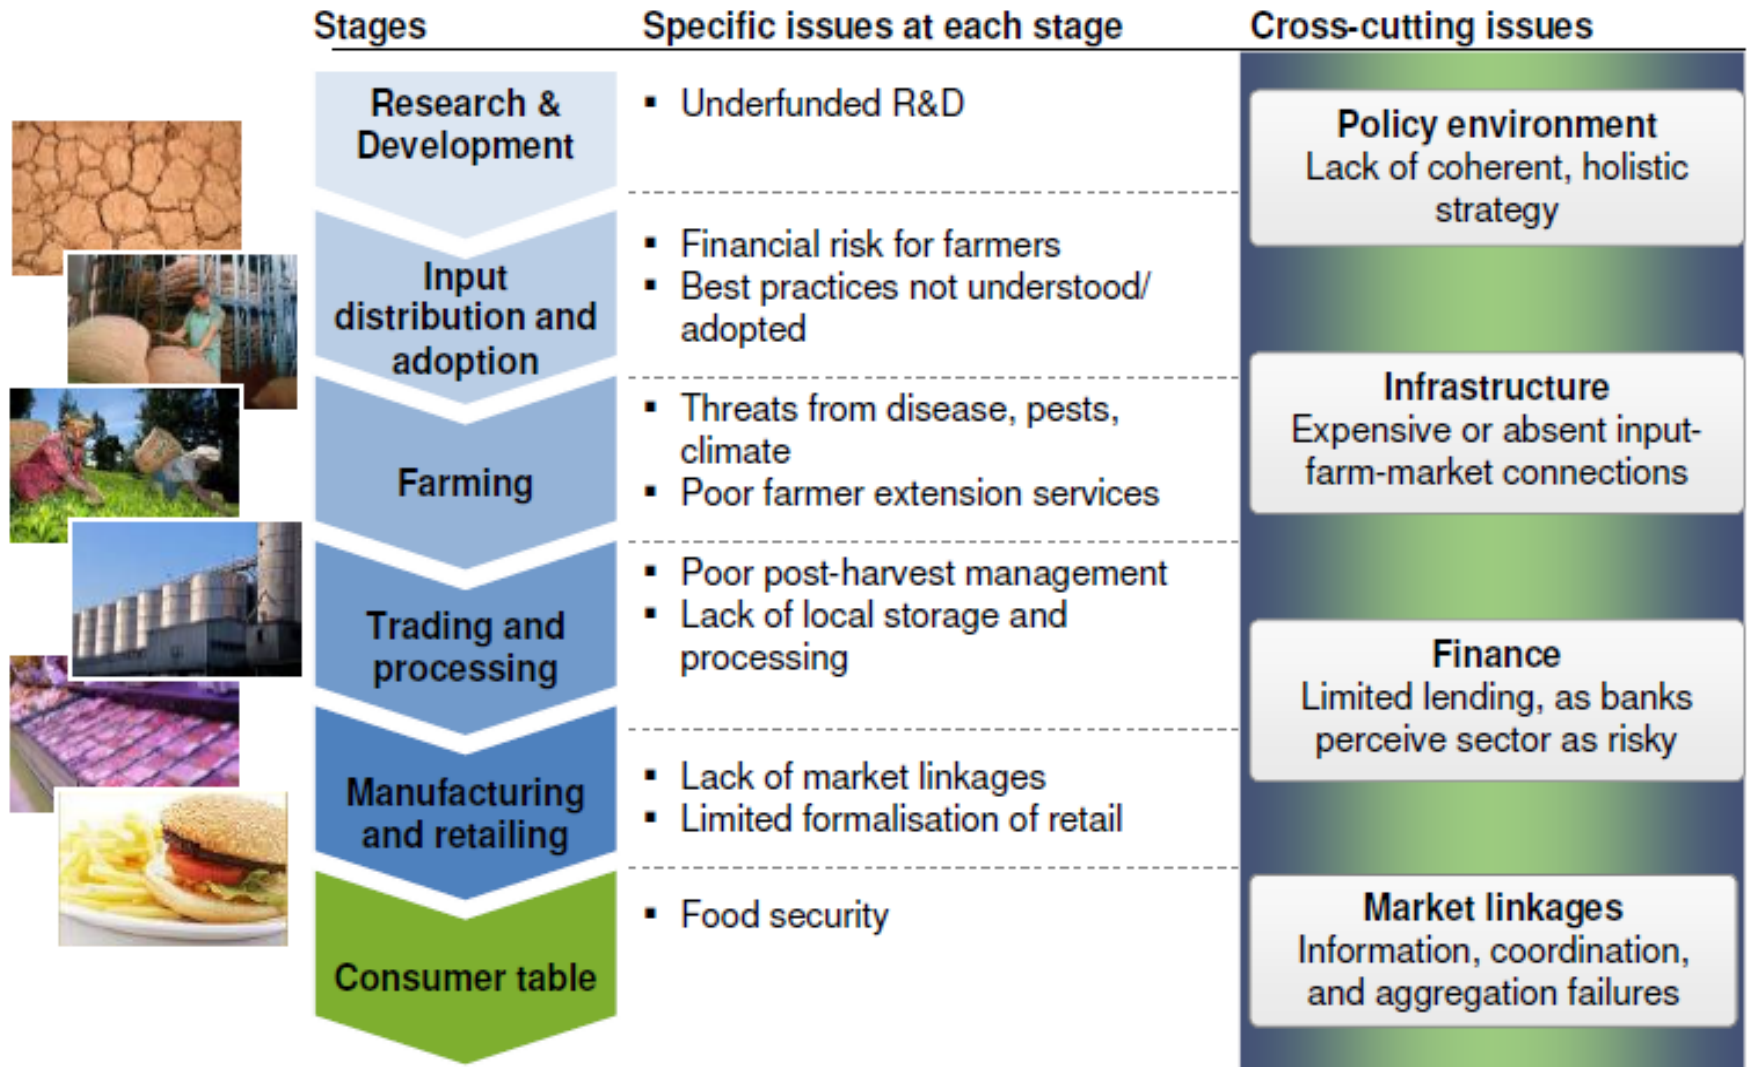 Stages
Specific issues at each stage
Cross-cutting issues
Research &
Development
▪ Underfunded R&D
Input
distribution and
adoption
▪ Financial risk for farmers
▪ Best practices not understood/
adopted
Farming
▪ Threats from disease, pests,
climate
▪ Poor farmer extension services
Trading and
processing
▪ Poor post-harvest management
▪ Lack of local storage and
processing
Manufacturing
and retailing
▪ Lack of market linkages
▪ Limited formalisation of retail
Consumer table
▪ Food security
Policy environment
Lack of coherent, holistic
strategy
Infrastructure
Expensive or absent input-
farm-market connections
Finance
Limited lending, as banks
perceive sector as risky
Market linkages
Information, coordination,
and aggregation failures